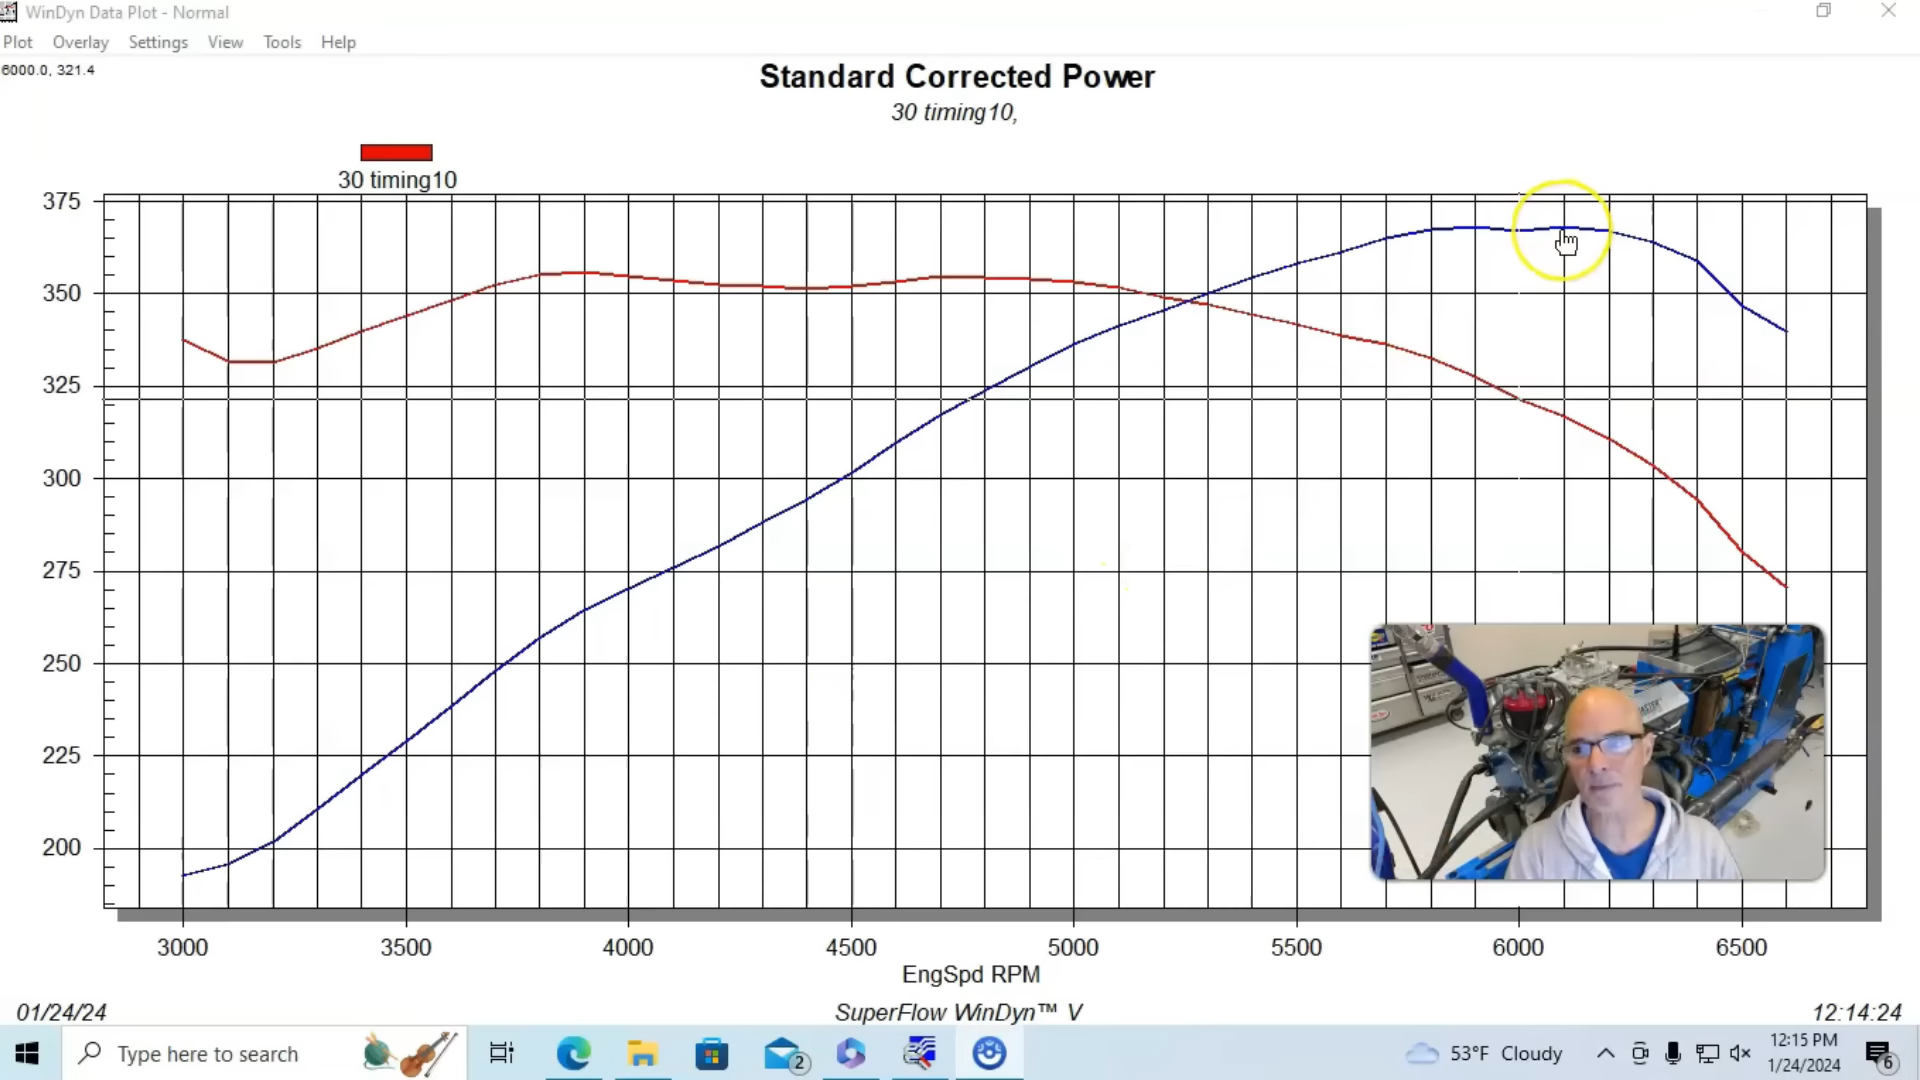 WinDyn Data Plot - Normal
Plot Overlay Settings View Tools Help
6000.0, 321.4
Standard Corrected Power
30 timing10,
30 timing10
375
350
325
300
275
250
225
200
3000 3500 4000 4500 5000 5500 6000 6500
EngSpd RPM
01/24/24 SuperFlow WinDyn™ V 12:14:24
Type here to search
2
53°F Cloudy
12:15 PM
1/24/2024
6